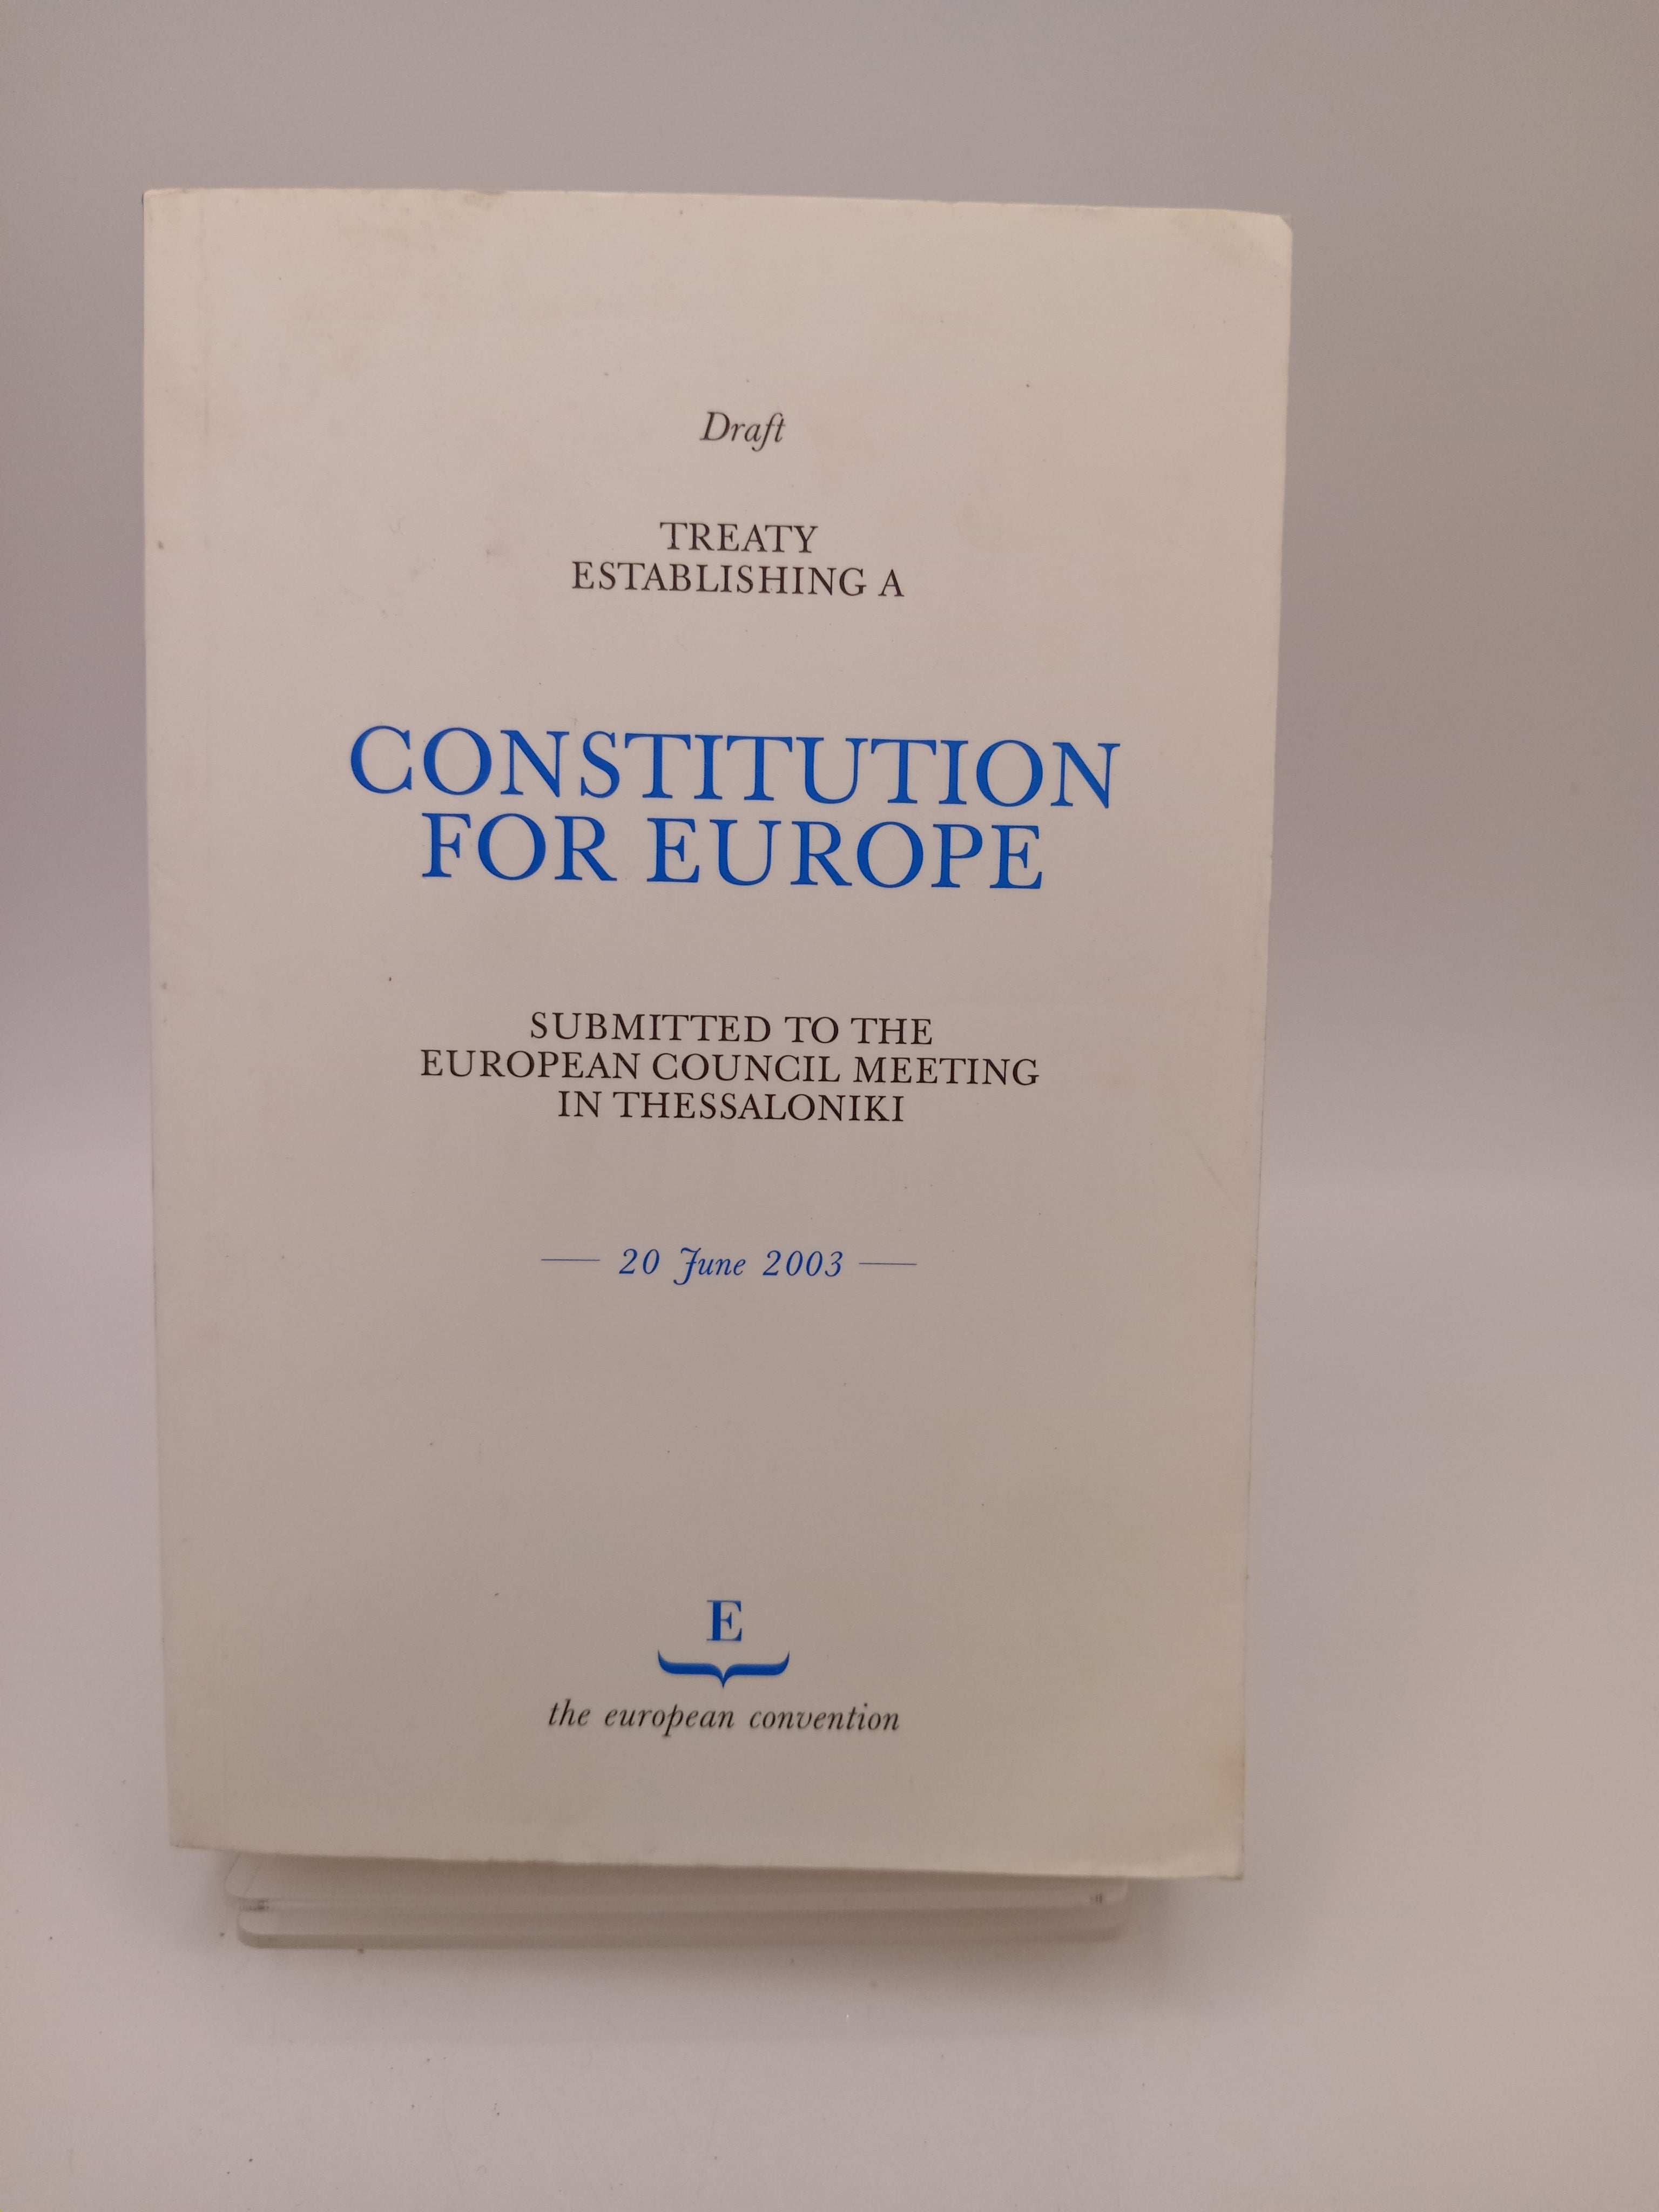 Draft
TREATY
ESTABLISHING A
CONSTITUTION
FOR EUROPE
SUBMITTED TO THE
EUROPEAN COUNCIL MEETING
IN THESSALONIKI
— 20 June 2003 —
E
the european convention